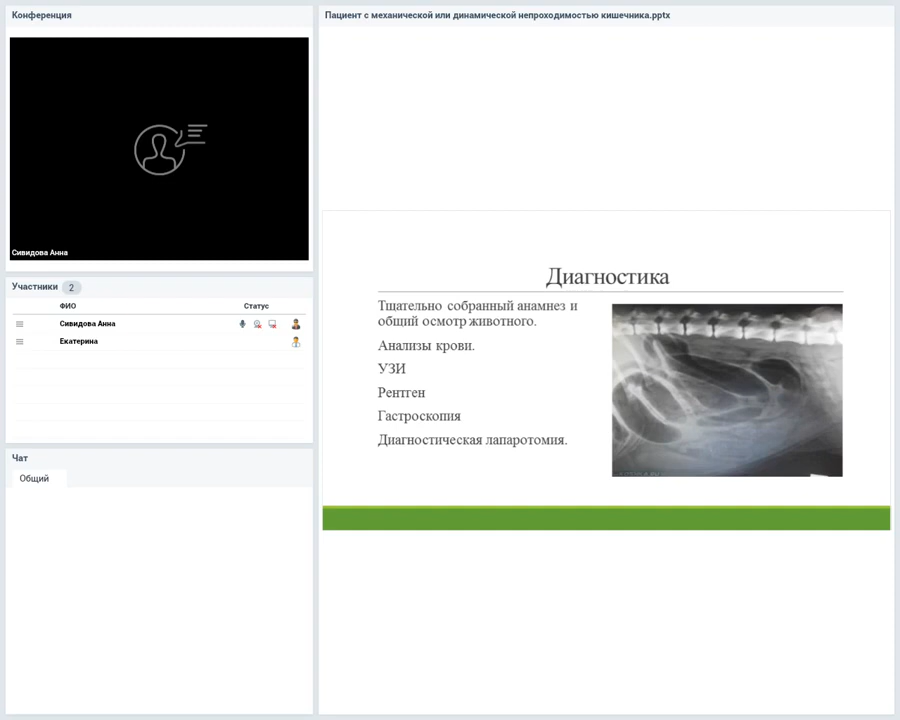 Конференция
Сивидова Анна
Участники 2
ФИО Статус
Сивидова Анна
Екатерина
Чат
Общий
Пациент с механической или динамической непроходимостью кишечника.pptx
Диагностика
Тщательно собранный анамнез и
общий осмотр животного.
Анализы крови.
УЗИ
Рентген
Гастроскопия
Диагностическая лапаротомия.